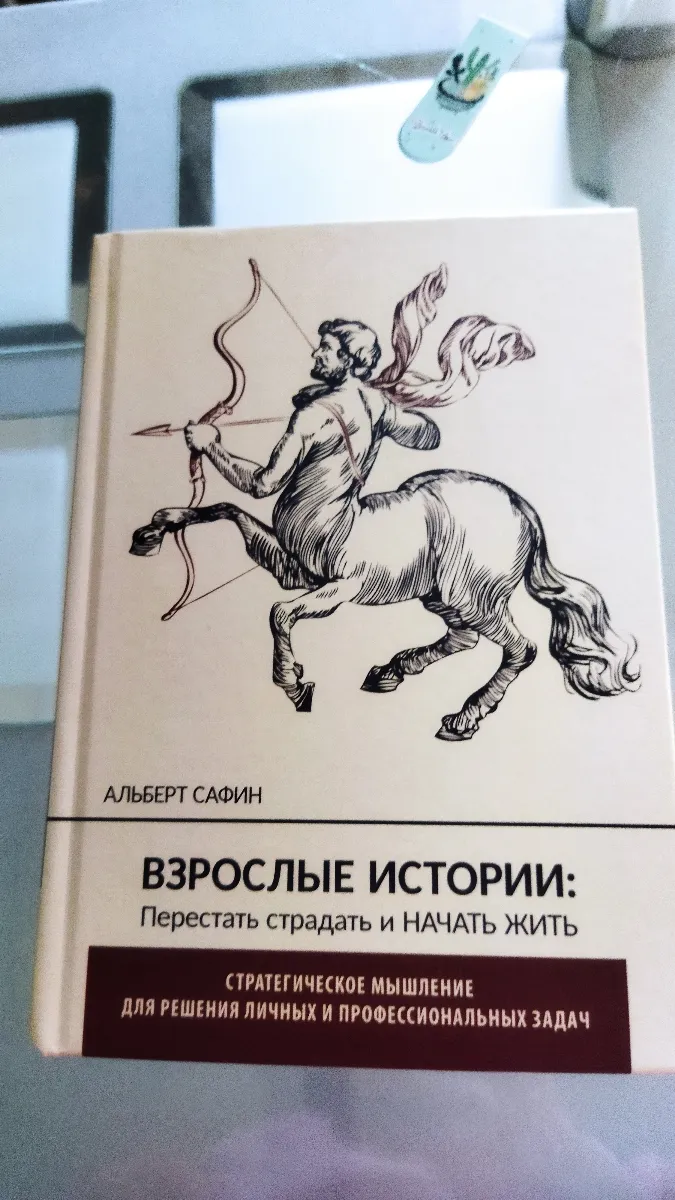 АЛЬБЕРТ САФИН
ВЗРОСЛЫЕ ИСТОРИИ:
Перестать страдать и НАЧАТЬ ЖИТЬ
СТРАТЕГИЧЕСКОЕ МЫШЛЕНИЕ
ДЛЯ РЕШЕНИЯ ЛИЧНЫХ И ПРОФЕССИОНАЛЬНЫХ ЗАДАЧ